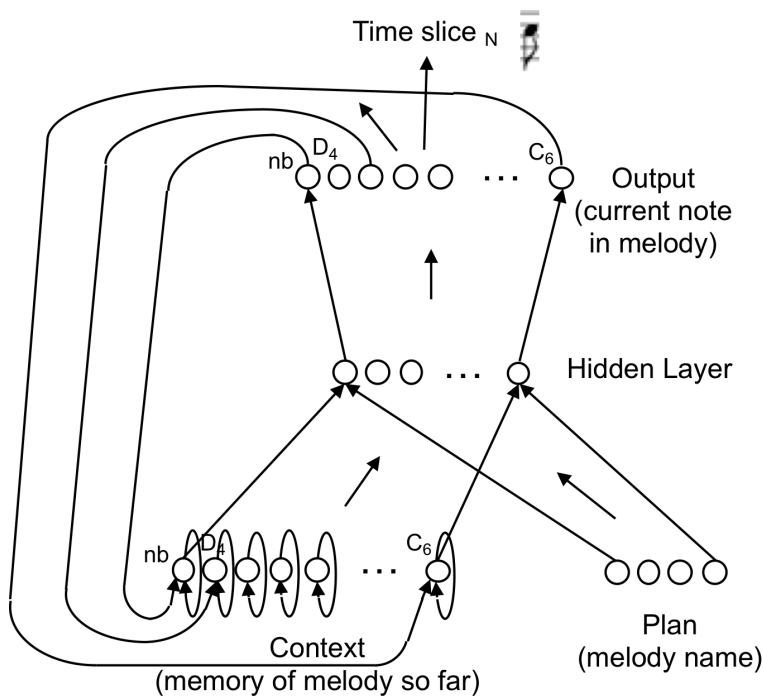 Time slice N
nb D4 C6
. . .
Output
(current note
in melody)
. . .
Hidden Layer
nb D4 C6
. . .
Context
(memory of melody so far)
Plan
(melody name)